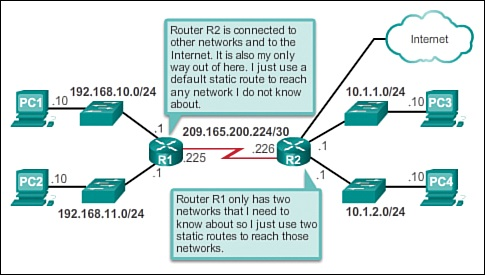 Router R2 is connected to
other networks and to the
Internet. It is also my only
way out of here. I just use a
default static route to reach
any network I do not know
about.
Internet
192.168.10.0/24
10.1.1.0/24
PC1
.10
.10
PC3
.1
209.165.200.224/30
.1
R1
.225
.226
R2
.1
.1
PC2
.10
.10
PC4
192.168.11.0/24
10.1.2.0/24
Router R1 only has two
networks that I need to
know about so I just use two
static routes to reach those
networks.